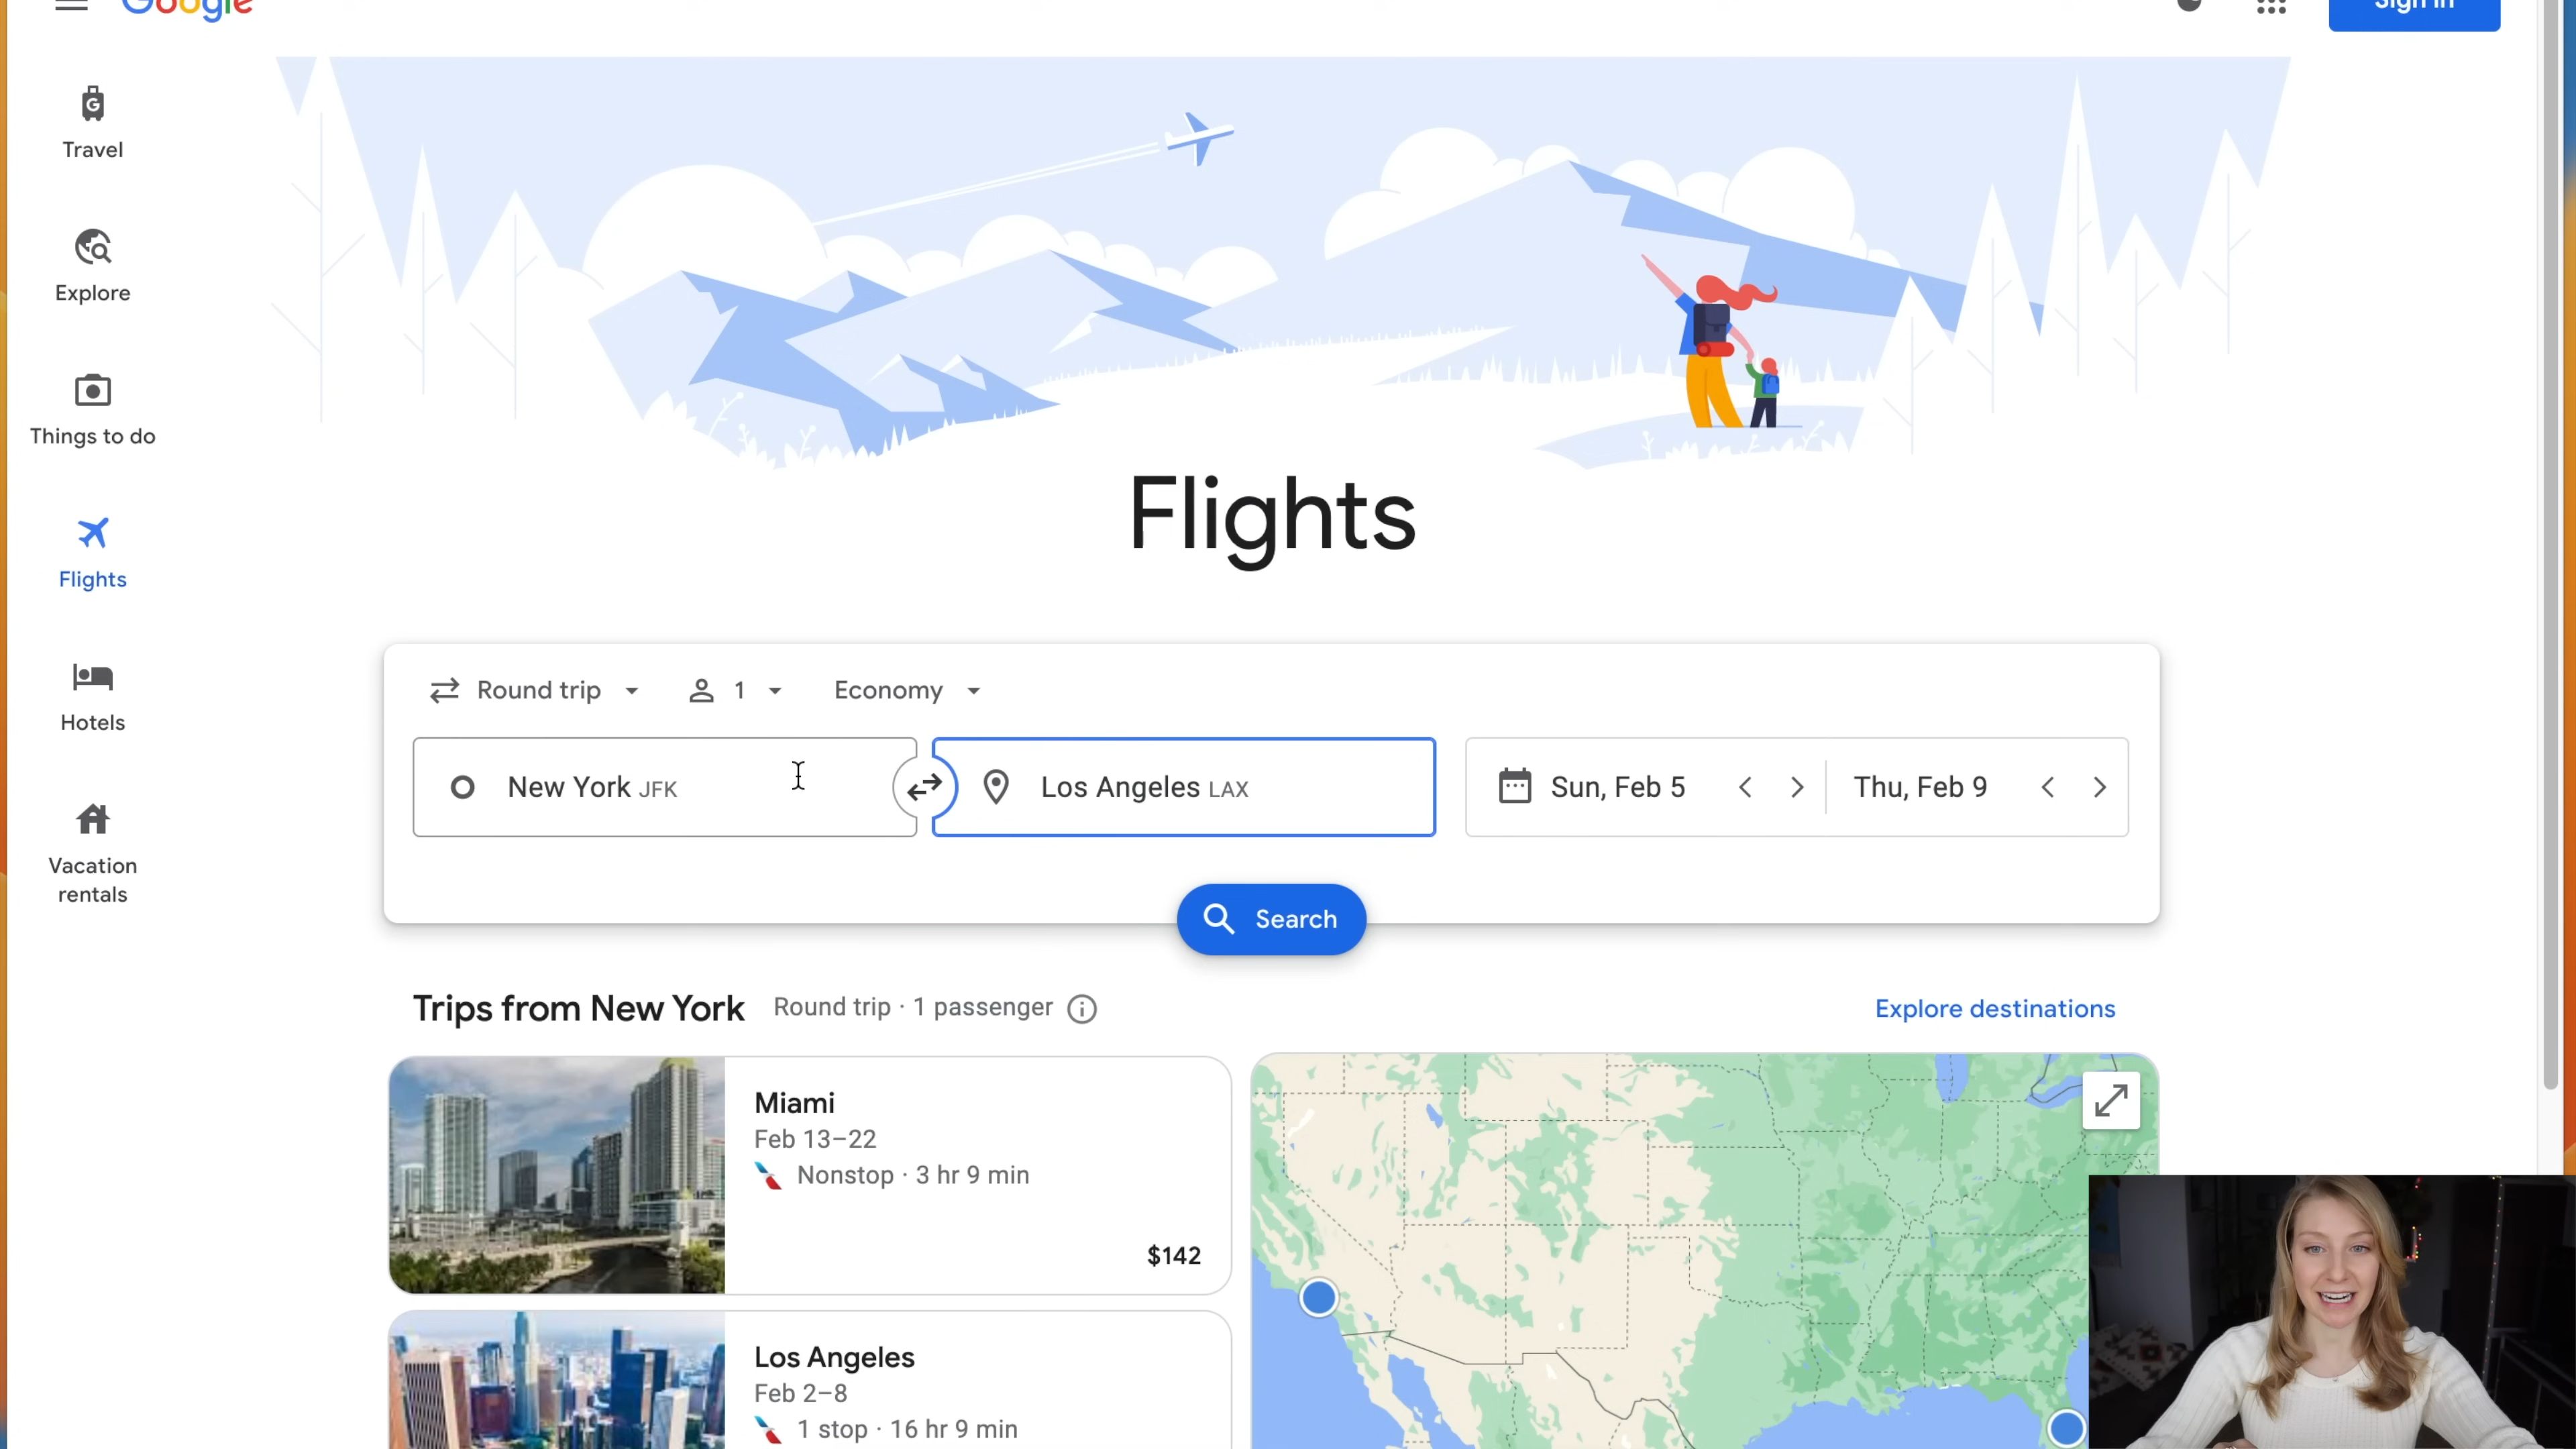 Google
Sign in
Travel
Explore
Things to do
Flights
Hotels
Vacation
rentals
Flights
Round trip 1 Economy
New York JFK Los Angeles LAX Sun, Feb 5 Thu, Feb 9
Search
Trips from New York Round trip · 1 passenger Explore destinations
Miami
Feb 13–22
Nonstop · 3 hr 9 min
$142
Los Angeles
Feb 2–8
1 stop · 16 hr 9 min